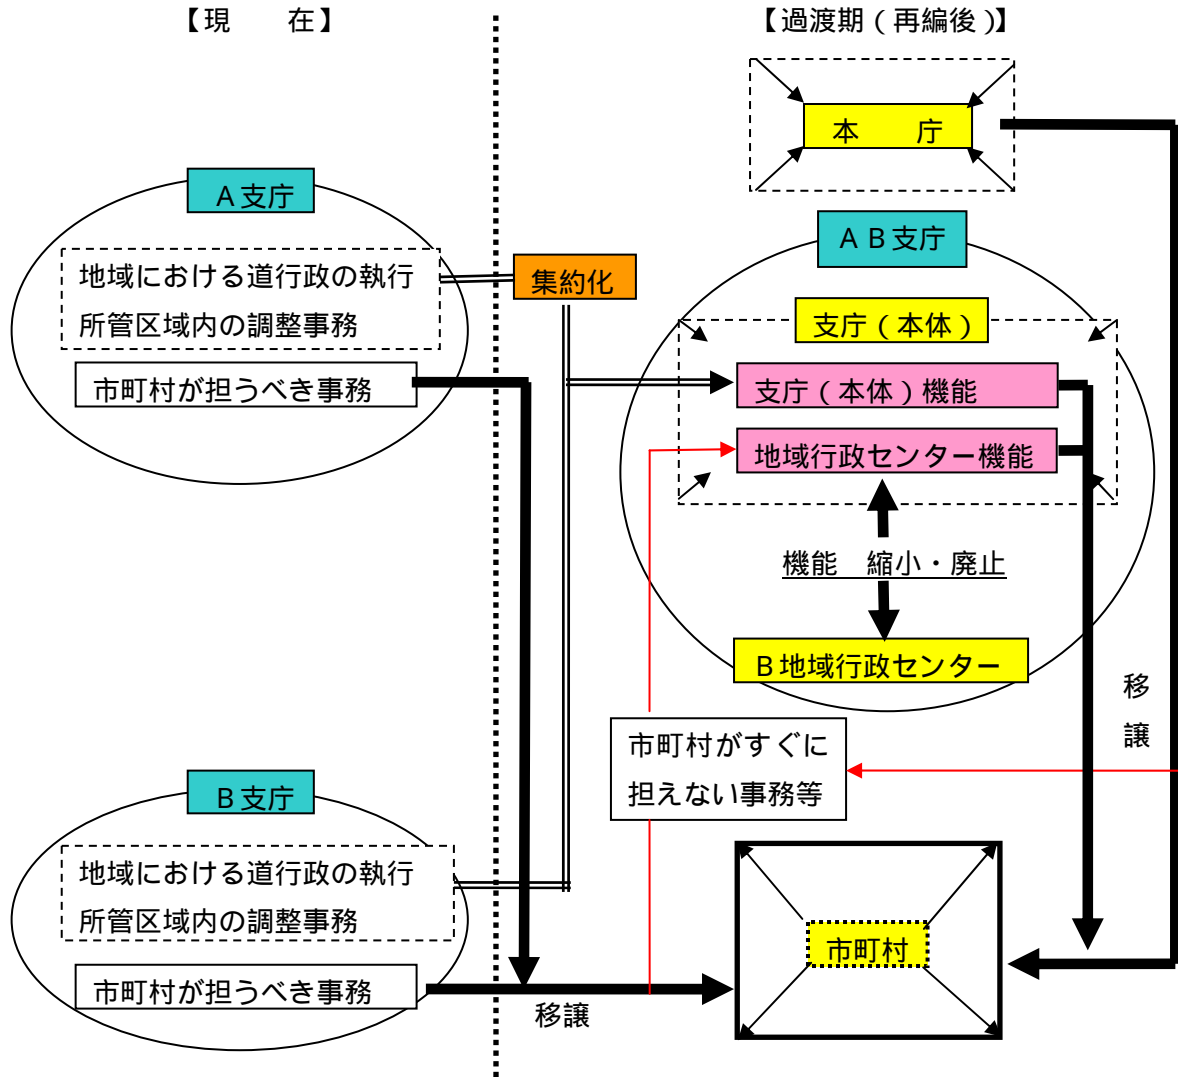 【現　　在】
【過渡期（再編後）】
本　　庁
Ａ支庁
地域における道行政の執行
所管区域内の調整事務
市町村が担うべき事務
集約化
ＡＢ支庁
支庁（本体）
支庁（本体）機能
地域行政センター機能
機能　縮小・廃止
Ｂ地域行政センター
移
譲
市町村がすぐに
担えない事務等
Ｂ支庁
地域における道行政の執行
所管区域内の調整事務
市町村が担うべき事務
移譲
市町村